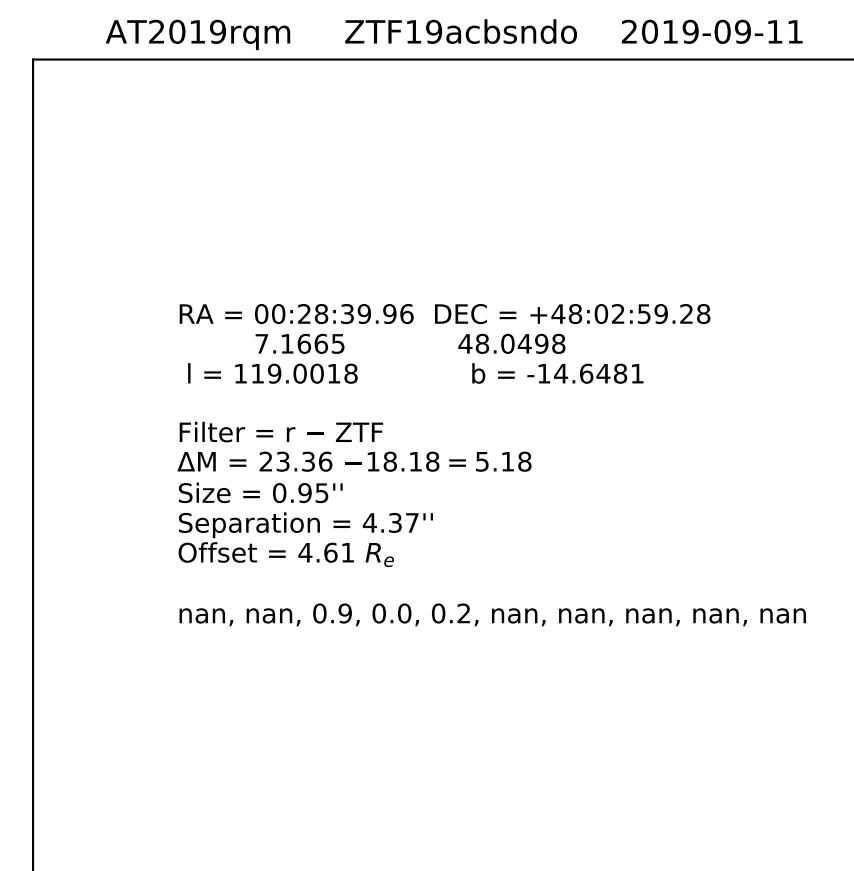 AT2019rqm ZTF19acbsndo 2019-09-11
RA = 00:28:39.96 DEC = +48:02:59.28
7.1665 48.0498
l = 119.0018 b = -14.6481
Filter = r − ZTF
ΔM = 23.36 −18.18 = 5.18
Size = 0.95''
Separation = 4.37''
Offset = 4.61 Re
nan, nan, 0.9, 0.0, 0.2, nan, nan, nan, nan, nan